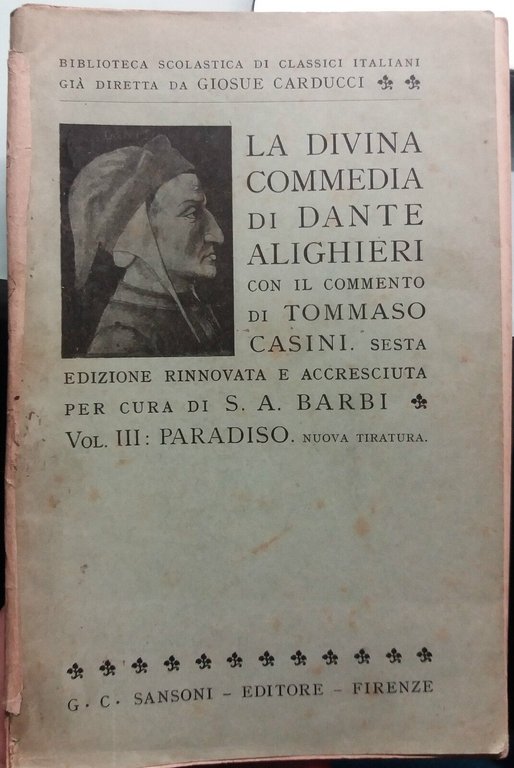 BIBLIOTECA SCOLASTICA DI CLASSICI ITALIANI
GIÀ DIRETTA DA GIOSUE CARDUCCI
LA DIVINA
COMMEDIA
DI DANTE
ALIGHIERI
CON IL COMMENTO
DI TOMMASO
CASINI. SESTA
EDIZIONE RINNOVATA E ACCRESCIUTA
PER CURA DI S. A. BARBI
VOL. III: PARADISO. NUOVA TIRATURA.
G. C. SANSONI – EDITORE – FIRENZE